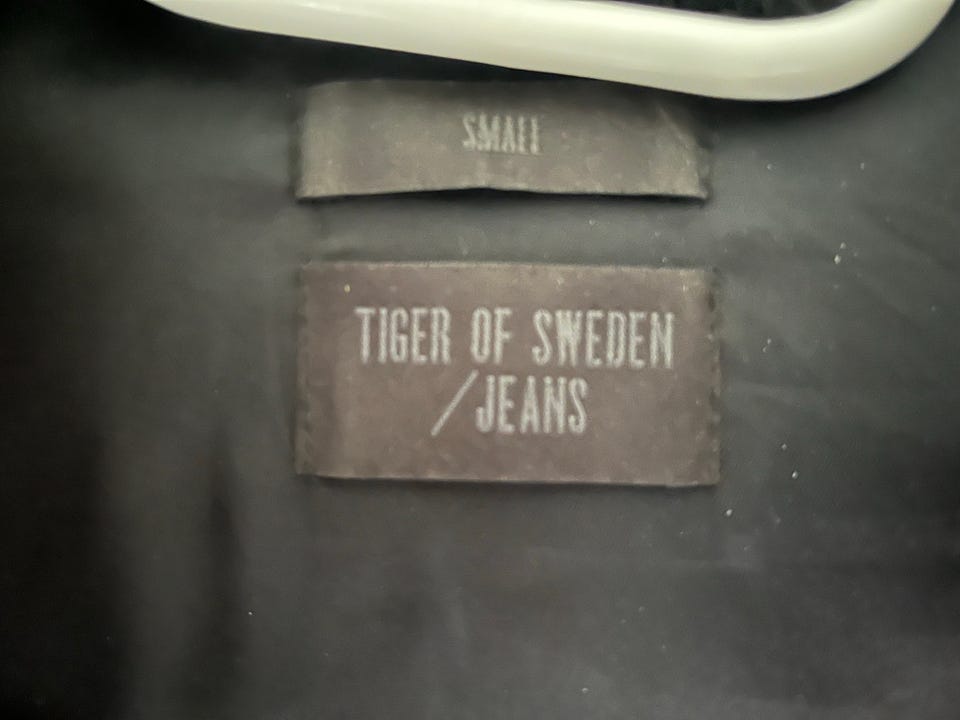 SMALL
TIGER OF SWEDEN
/JEANS